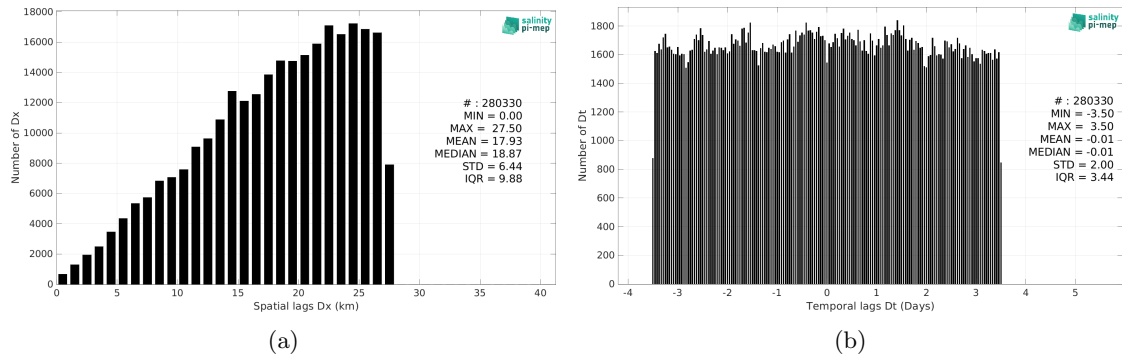 18000
16000
14000
12000
10000
8000
6000
4000
2000
0
Number of Dx
0 5 10 15 20 25 30 35 40
Spatial lags Dx (km)
salinity
pi-mep
# : 280330
MIN = 0.00
MAX = 27.50
MEAN = 17.93
MEDIAN = 18.87
STD = 6.44
IQR = 9.88
(a)
1800
1600
1400
1200
1000
800
600
400
200
0
Number of Dt
-4 -3 -2 -1 0 1 2 3 4 5
Temporal lags Dt (Days)
salinity
pi-mep
# : 280330
MIN = -3.50
MAX = 3.50
MEAN = -0.01
MEDIAN = -0.01
STD = 2.00
IQR = 3.44
(b)